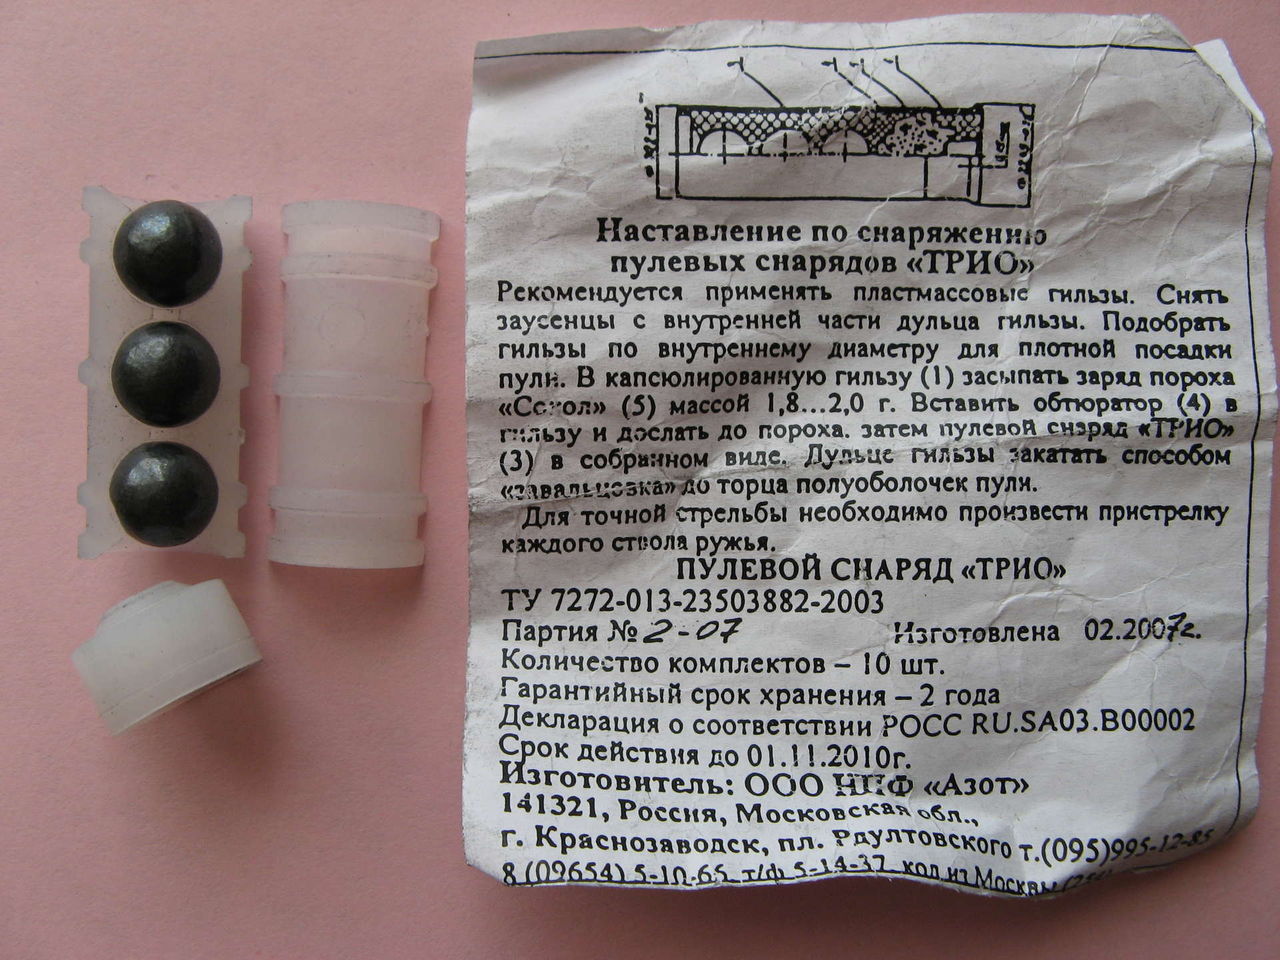 Наставление по снаряжению
пулевых снарядов «ТРИО»
Рекомендуется применять пластмассовые гильзы. Снять
заусенцы с внутренней части дульца гильзы. Подобрать
гильзы по внутреннему диаметру для плотной посадки
пули. В капсюлированную гильзу (1) засыпать заряд пороха
«Сокол» (5) массой 1,8...2,0 г. Вставить обтюратор (4) в
гильзу и дослать до пороха. затем пулевой снаряд «ТРИО»
(3) в собранном виде. Дульце гильзы закатать способом
«завальцовка» до торца полуоболочек пули.
Для точной стрельбы необходимо произвести пристрелку
каждого ствола ружья.
ПУЛЕВОЙ СНАРЯД «ТРИО»
ТУ 7272-013-23503882-2003
Партия № 2-07 Изготовлена 02.2007г.
Количество комплектов – 10 шт.
Гарантийный срок хранения – 2 года
Декларация о соответствии РОСС RU.СА03.В00002
Срок действия до 01.11.2010г.
Изготовитель: ООО НПФ «Азот»
141321, Россия, Московская обл.,
г. Краснозаводск, пл. Рдултовского т.(095)995-12-85
8 (09654) 5-10-65 т/ф 5-14-37 код из Москвы